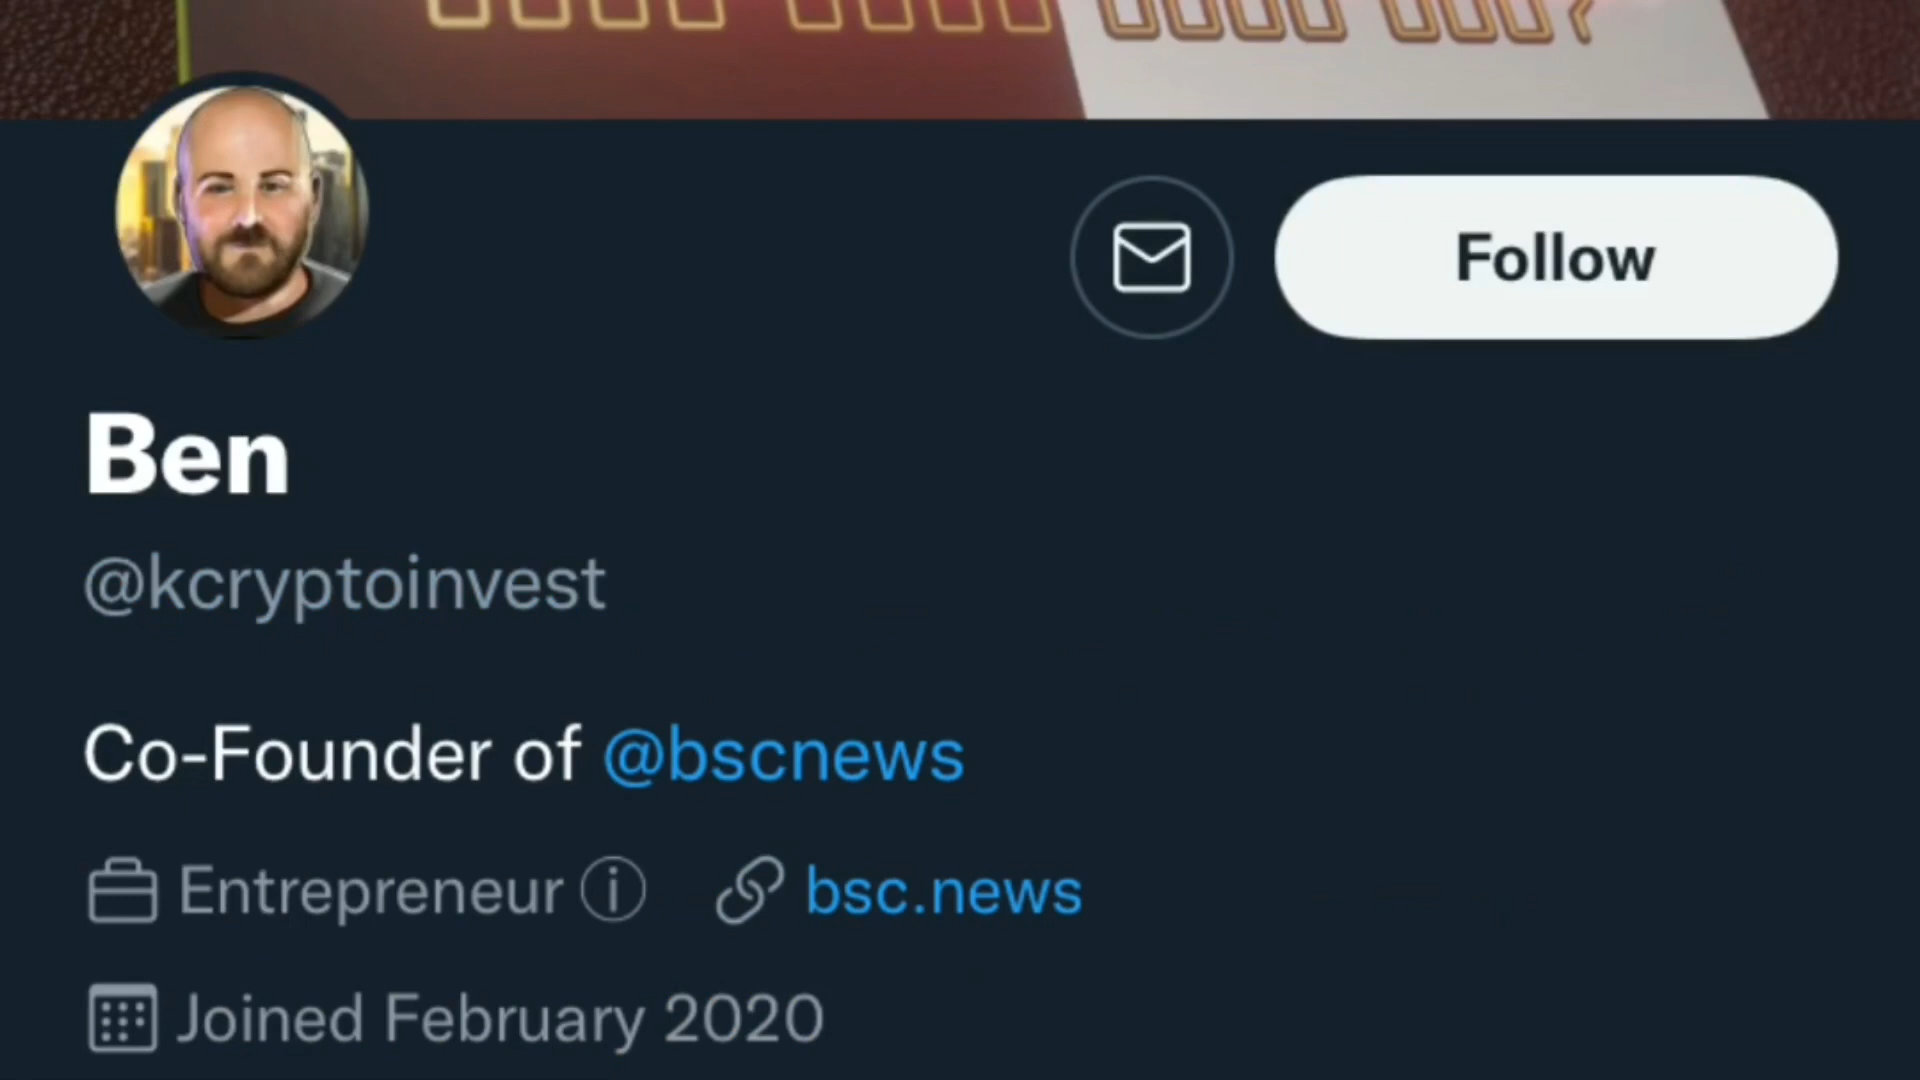 Follow
Ben
@kcryptoinvest
Co-Founder of @bscnews
Entrepreneur bsc.news
Joined February 2020